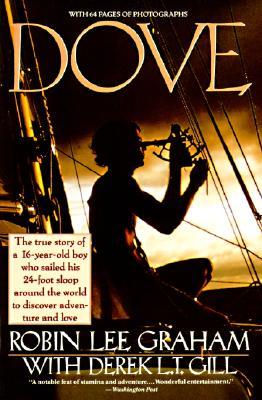 WITH 64 PAGES OF PHOTOGRAPHS
DOVE
The true story of
a 16-year-old boy
who sailed his
24-foot sloop
around the world
to discover adven-
ture and love
ROBIN LEE GRAHAM
WITH DEREK L.T. GILL
"A notable feat of stamina and adventure.... Wonderful entertainment."
—Washington Post